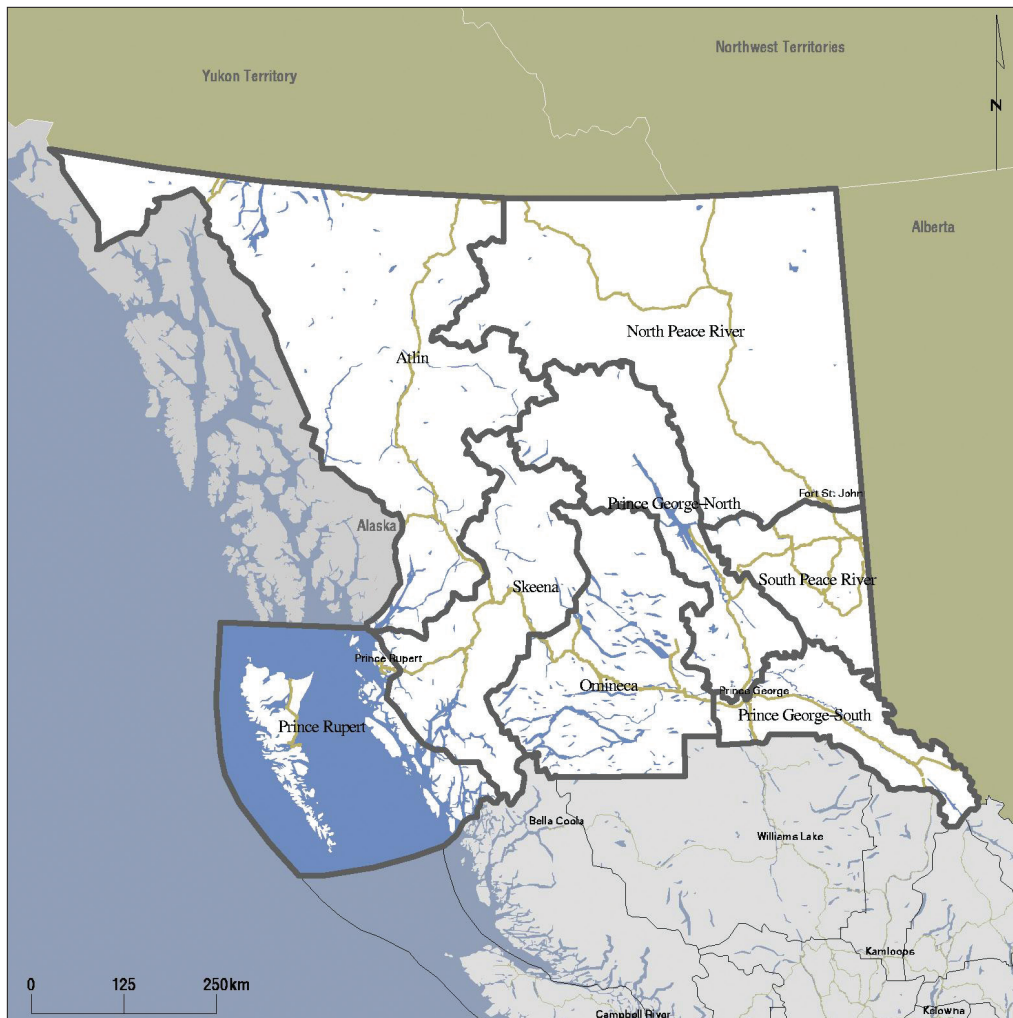 Northwest Territories
Yukon Territory
N
Alberta
North Peace River
Atlin
Fort St. John
Prince George–North
Alaska
South Peace River
Skeena
Prince Rupert
Omineca
Prince George
Prince George–South
Prince Rupert
Bella Coola
Williams Lake
Kamloops
0 125 250km
Campbell River
Kelowna